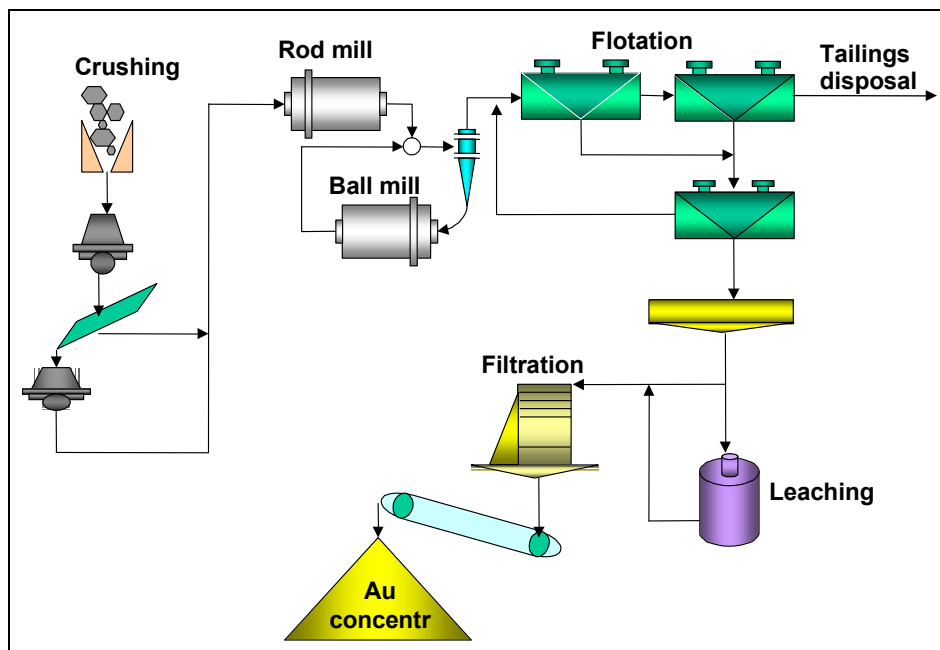 Crushing
Rod mill
Ball mill
Flotation
Tailings
disposal
Filtration
Leaching
Au
concentr